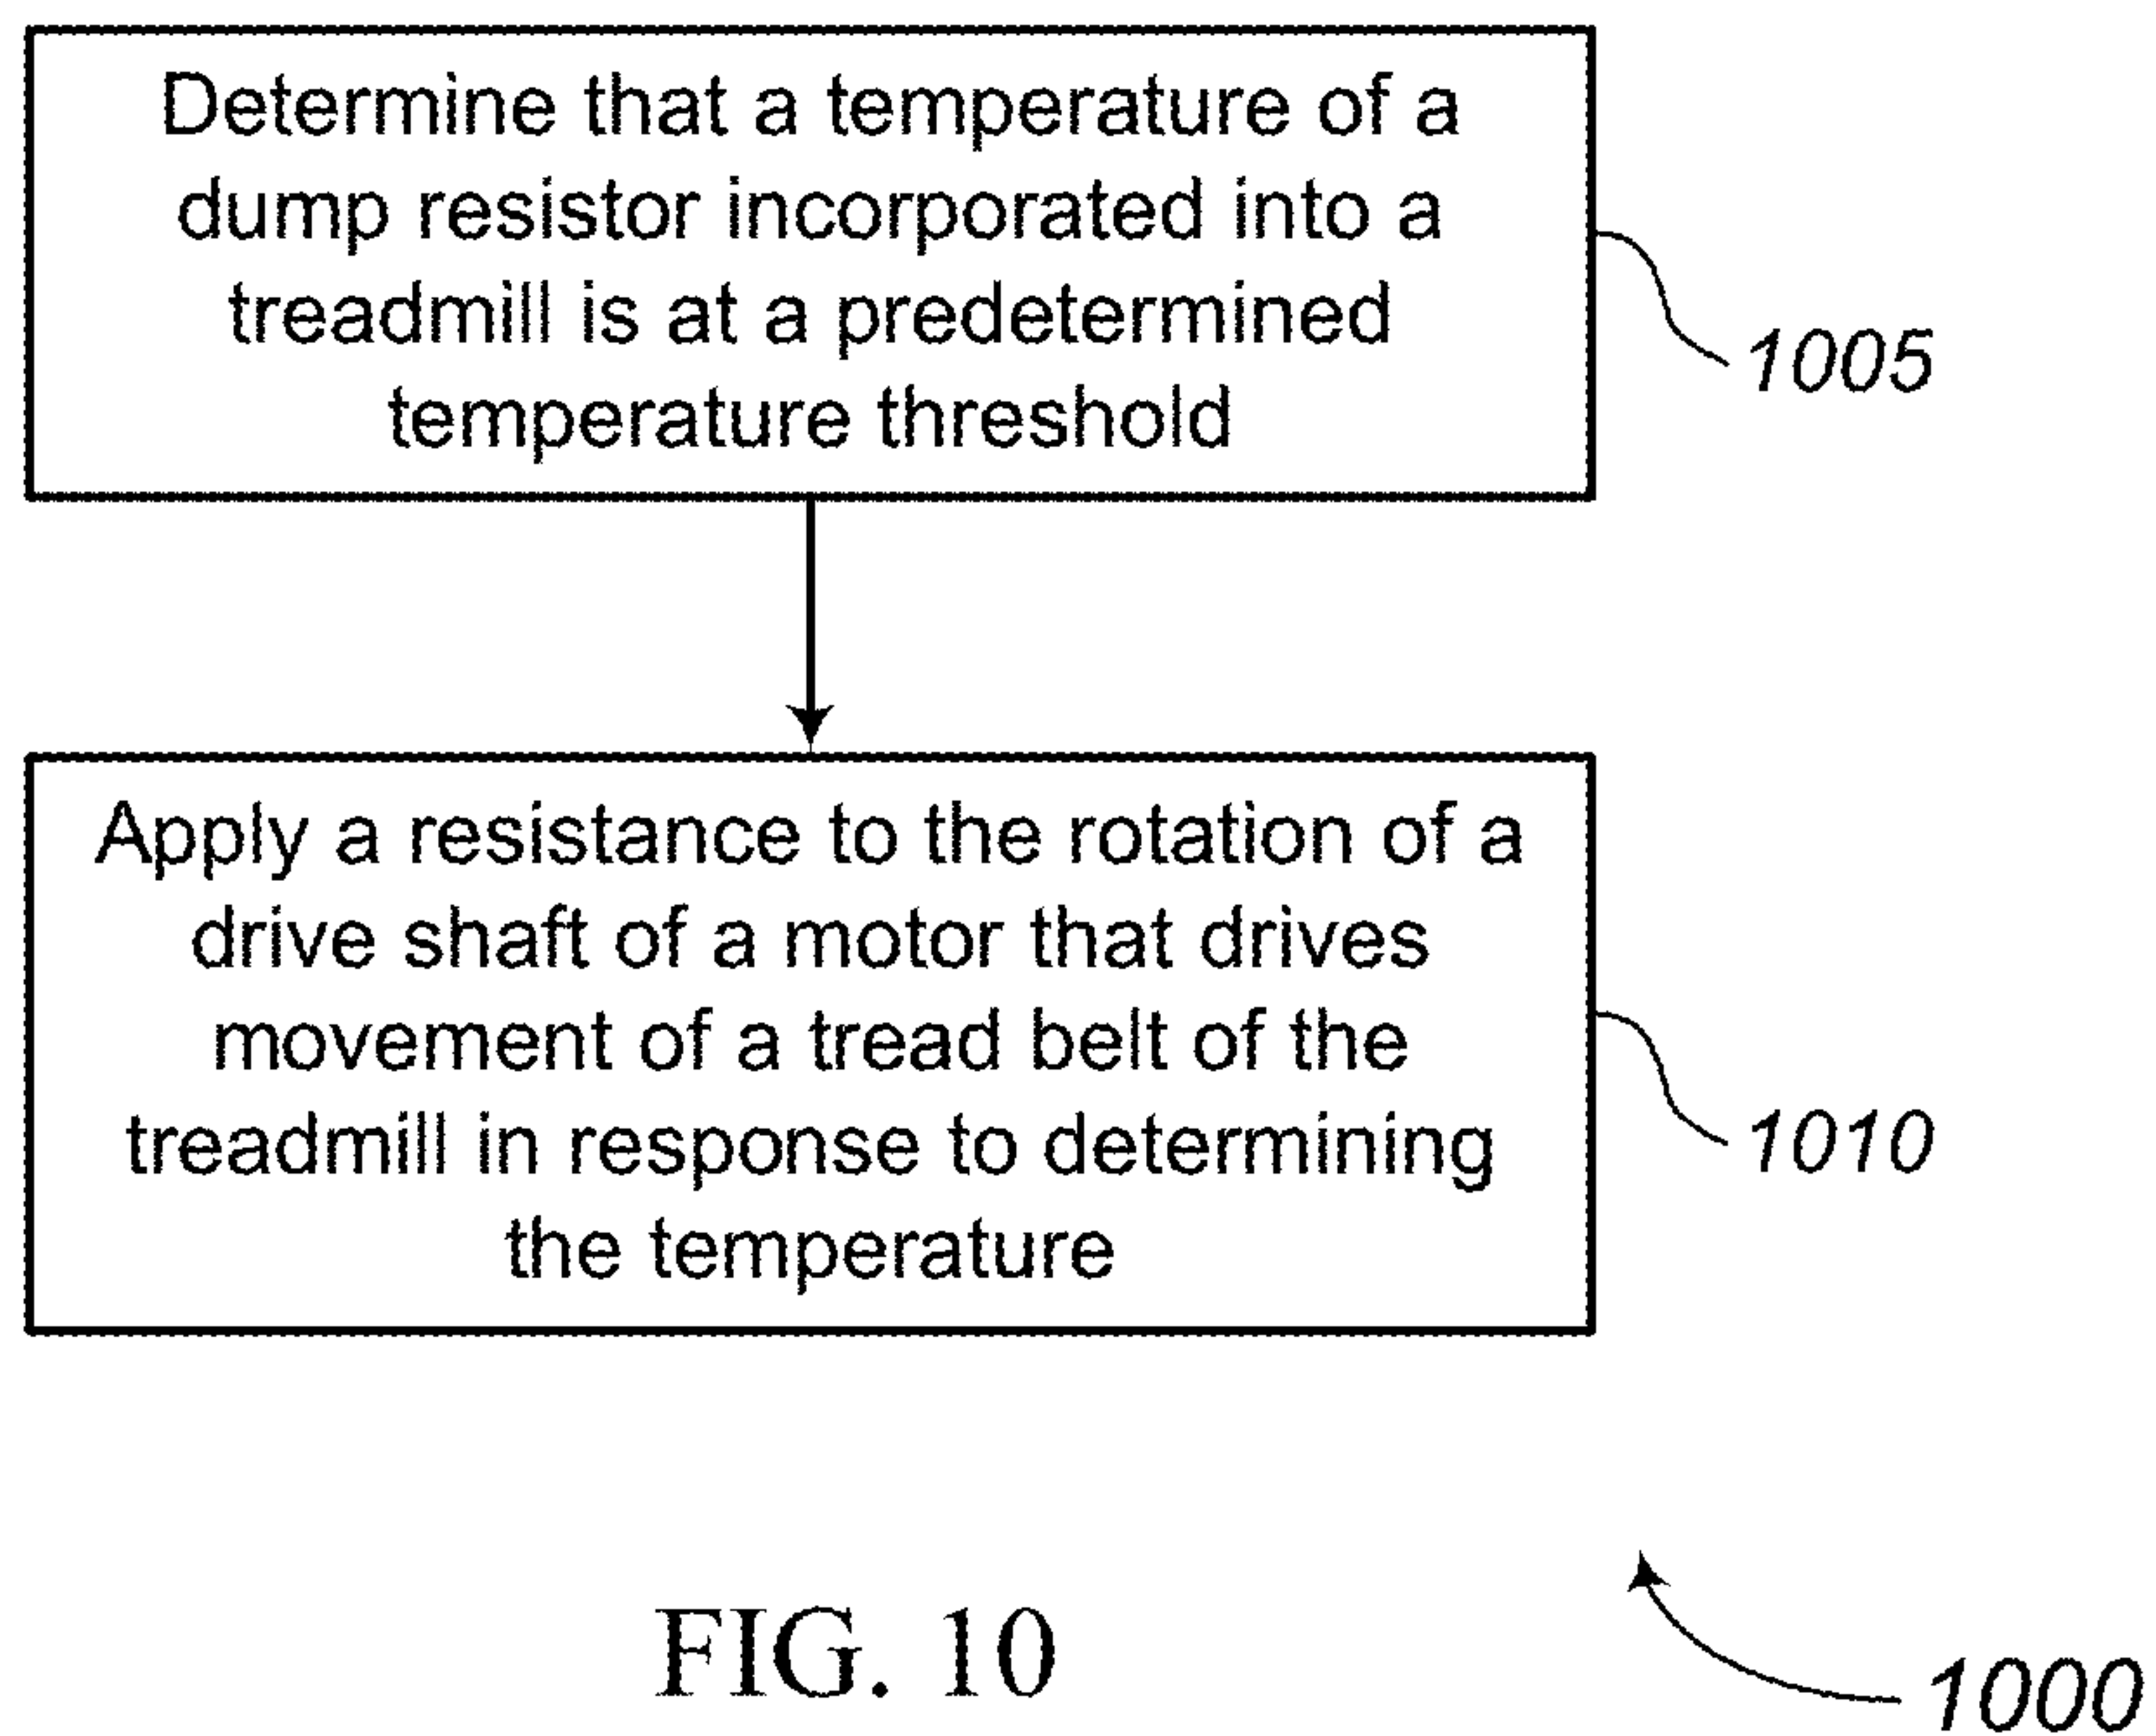 Determine that a temperature of a
dump resistor incorporated into a
treadmill is at a predetermined
temperature threshold
1005
Apply a resistance to the rotation of a
drive shaft of a motor that drives
movement of a tread belt of the
treadmill in response to determining
the temperature
1010
FIG. 10
1000